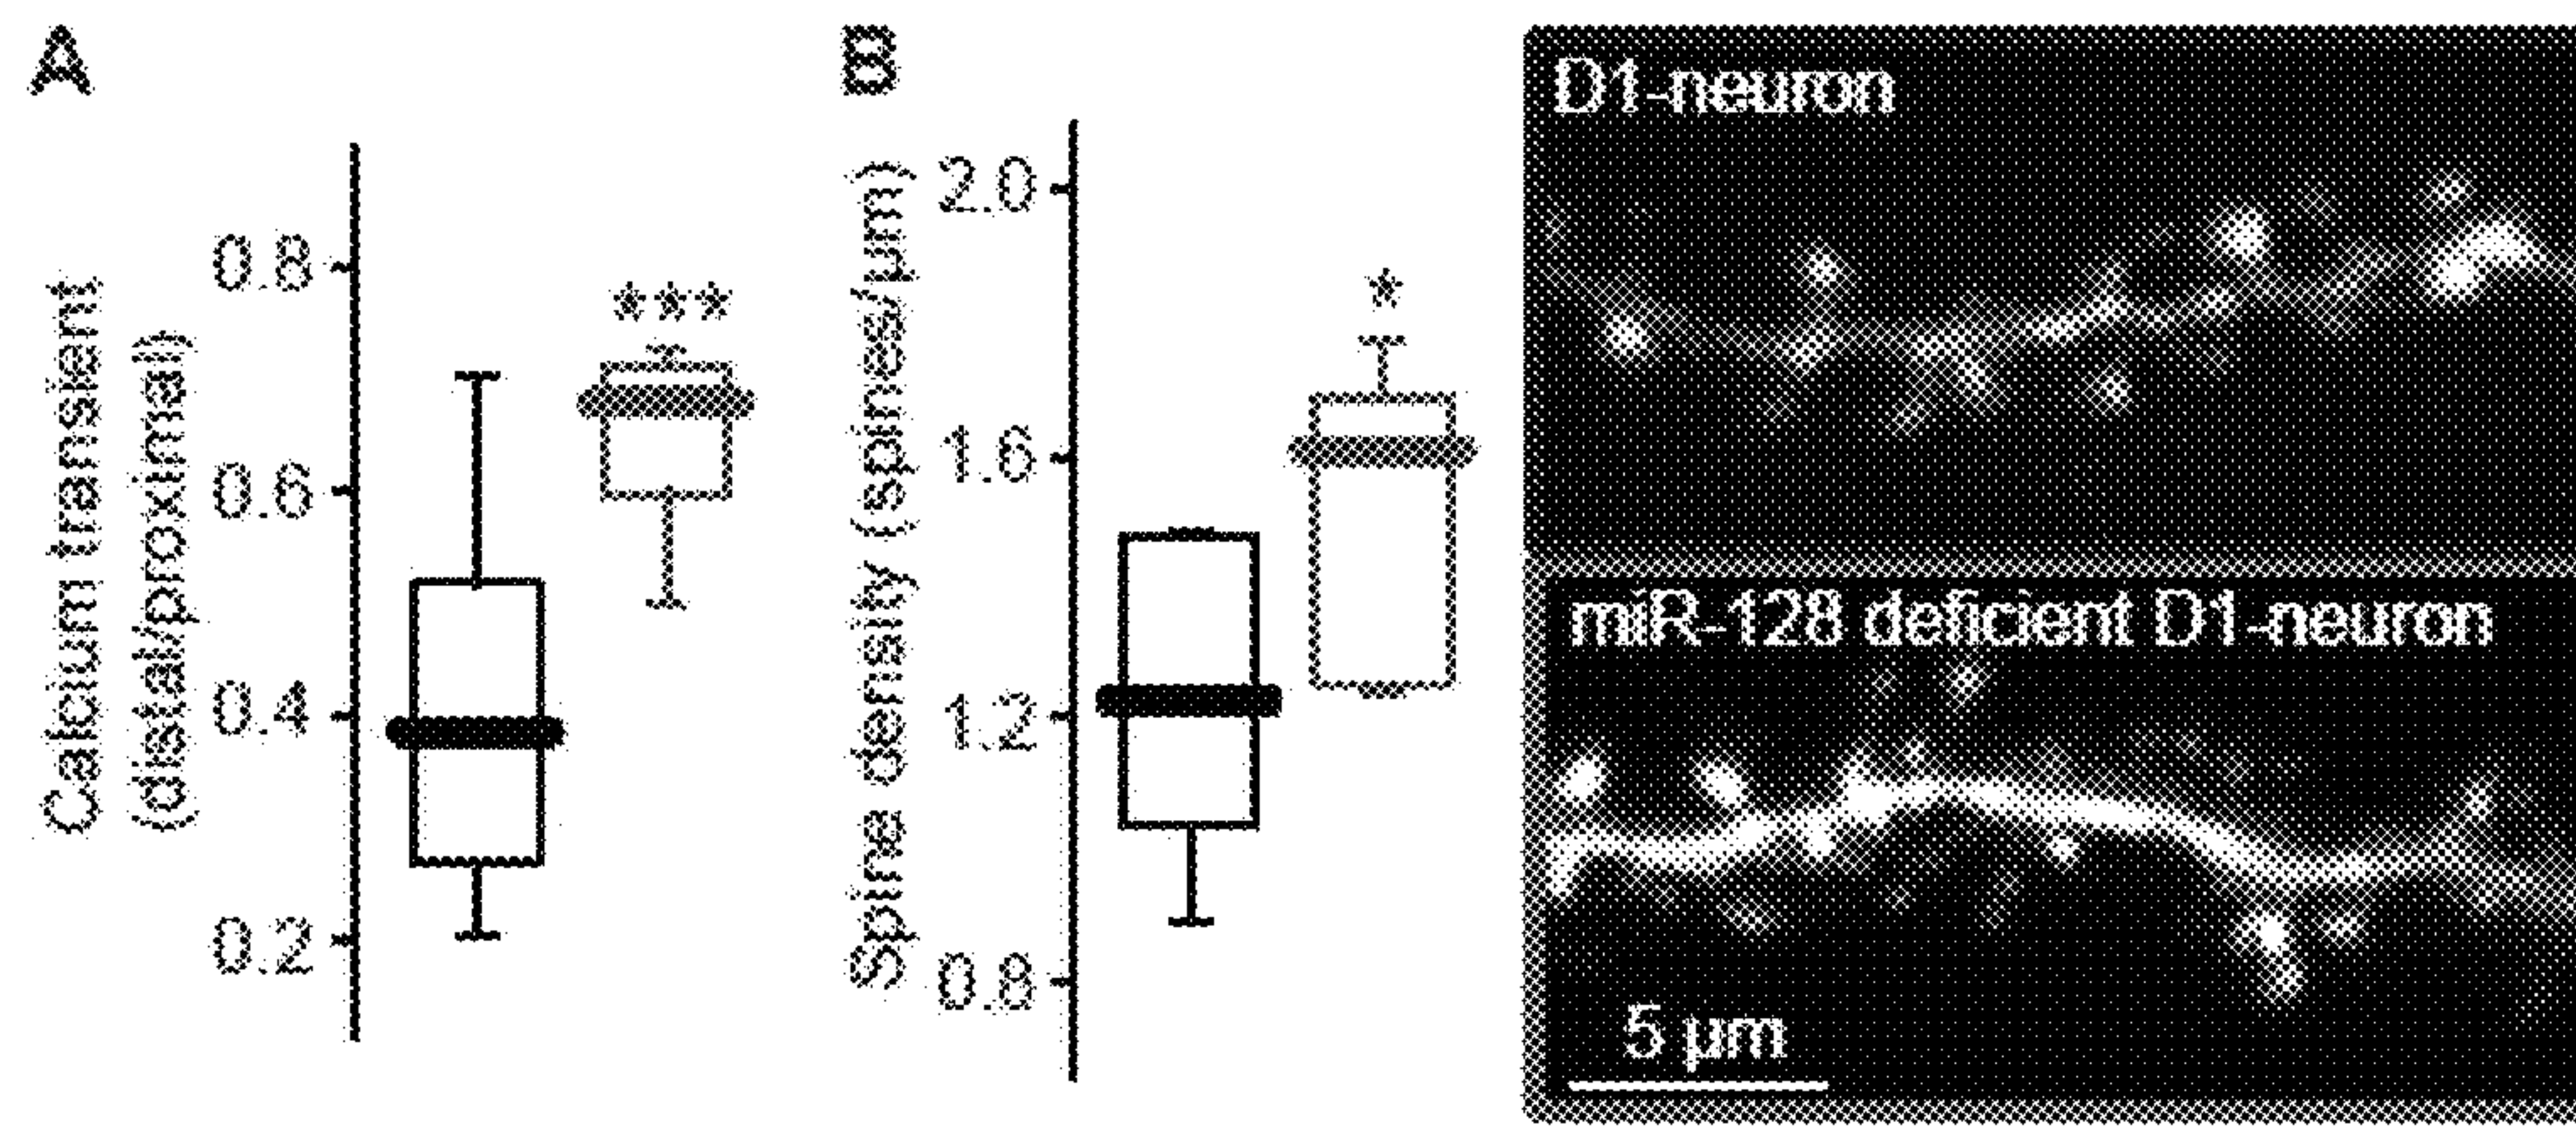 A
Calcium transient
(distal/proximal)
0.8
0.6
0.4
0.2
***
B
Spine density (spines/µm)
2.0
1.6
1.2
0.8
*
D1-neuron
miR-128 deficient D1-neuron
5 µm